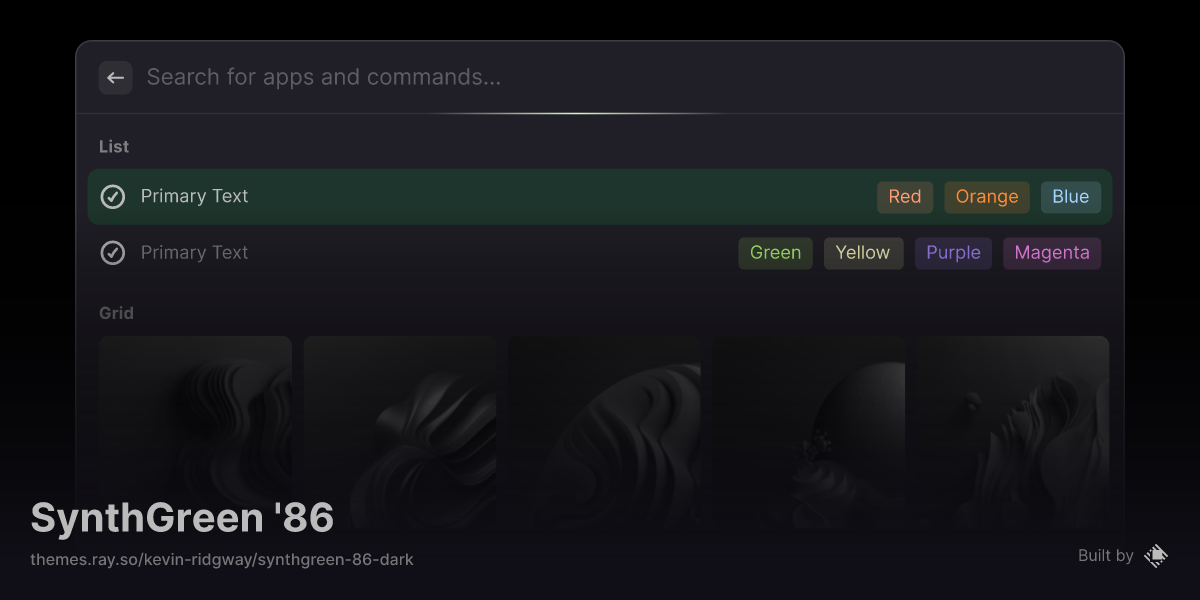 Search for apps and commands...
List
Primary Text Red Orange Blue
Primary Text Green Yellow Purple Magenta
Grid
SynthGreen '86
themes.ray.so/kevin-ridgway/synthgreen-86-dark
Built by